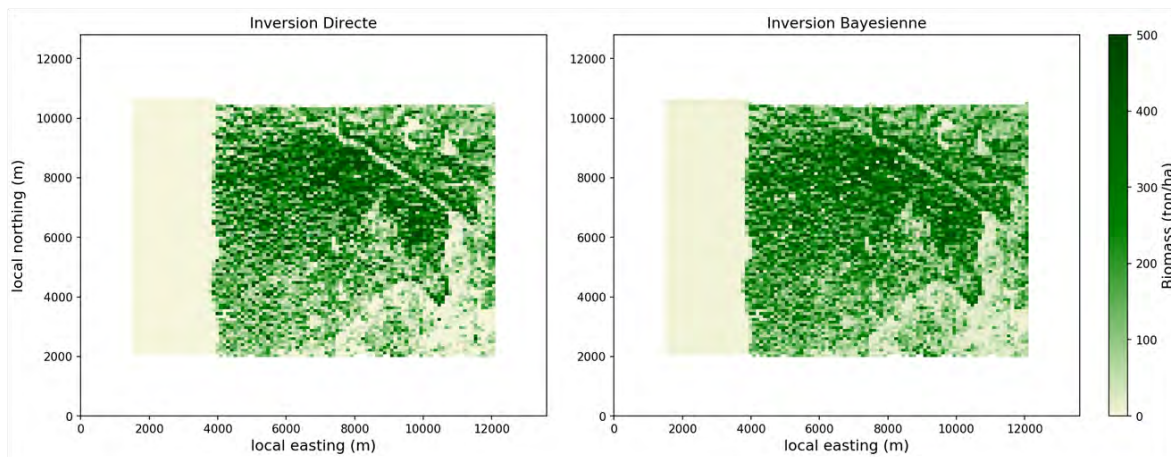 Inversion Directe
Inversion Bayesienne
local northing (m)
12000
10000
8000
6000
4000
2000
0
0 2000 4000 6000 8000 10000 12000
local easting (m)
12000
10000
8000
6000
4000
2000
0
0 2000 4000 6000 8000 10000 12000
local easting (m)
500
400
300
200
100
0
Biomass (ton/ha)